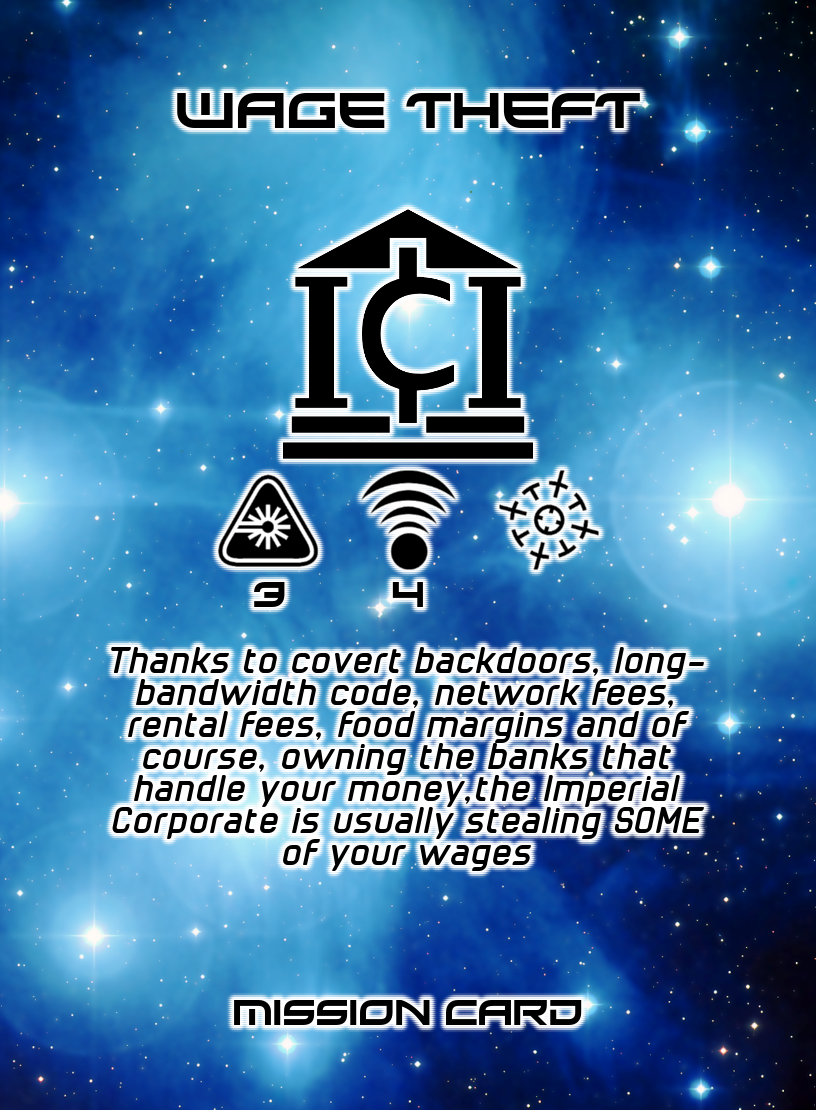 WAGE THEFT
3 4
Thanks to covert backdoors, long-
bandwidth code, network fees,
rental fees, food margins and of
course, owning the banks that
handle your money,the Imperial
Corporate is usually stealing SOME
of your wages
MISSION CARD